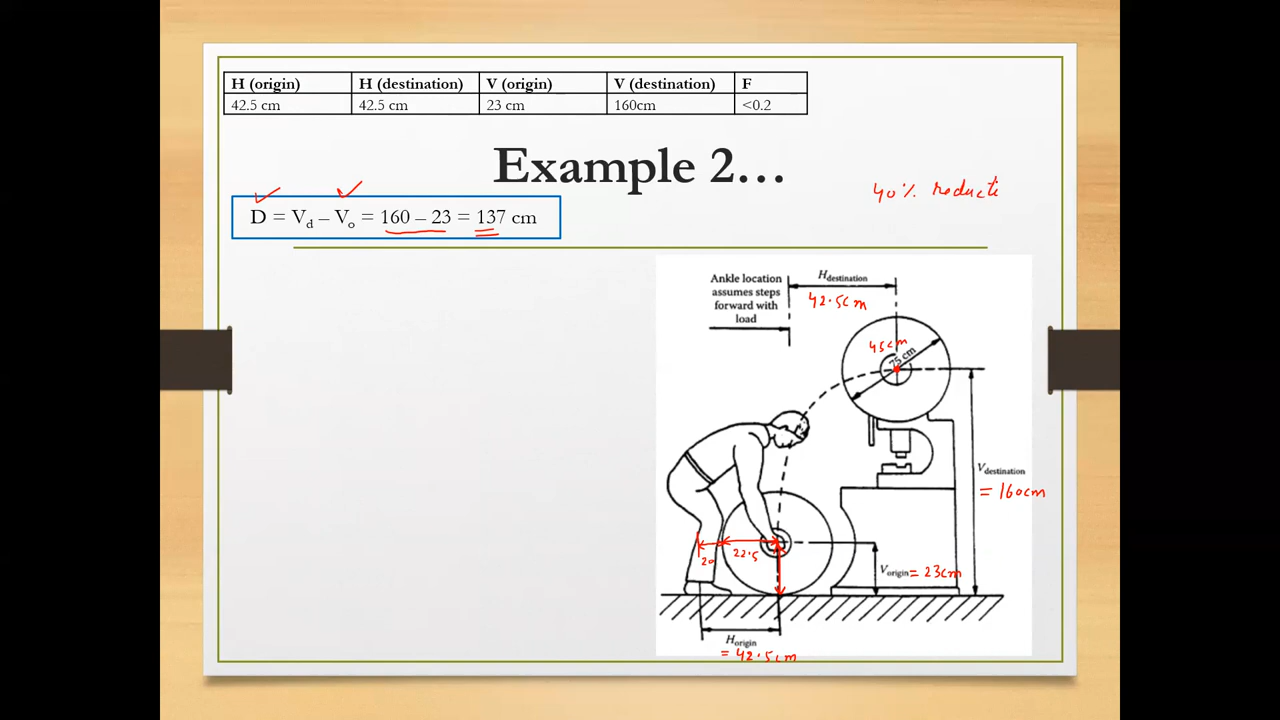 H (origin) H (destination) V (origin) V (destination) F
42.5 cm 42.5 cm 23 cm 160cm <0.2
Example 2…
40% reducti
D = Vd – Vo = 160 – 23 = 137 cm
Ankle location
assumes steps
forward with
load
Hdestination
42.5cm
45cm
75 cm
Vdestination
= 160cm
20
22.5
Vorigin = 23cm
Horigin
= 42.5cm